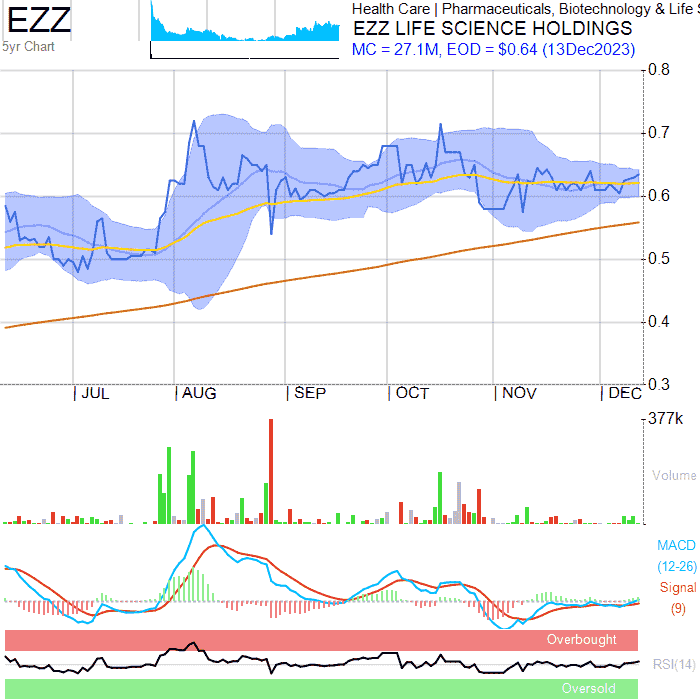 EZZ
5yr Chart
Health Care | Pharmaceuticals, Biotechnology & Life S
EZZ LIFE SCIENCE HOLDINGS
MC = 27.1M, EOD = $0.64 (13Dec2023)
0.8
0.7
0.6
0.5
0.4
0.3
JUL
AUG
SEP
OCT
NOV
DEC
377k
Volume
MACD
(12-26)
Signal
(9)
Overbought
RSI(14)
Oversold